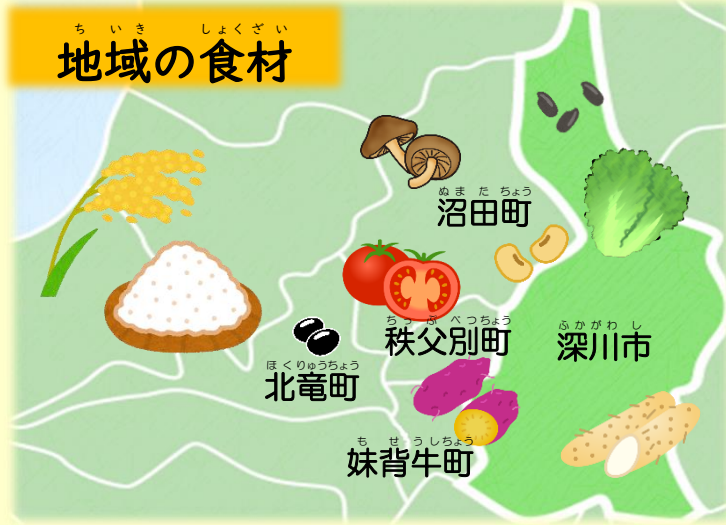 ちいき しょくざい
地域の食材
ぬまたちょう
沼田町
ちっぷべつちょう
秩父別町
ふかがわし
深川市
ほくりゅうちょう
北竜町
もせうしちょう
妹背牛町